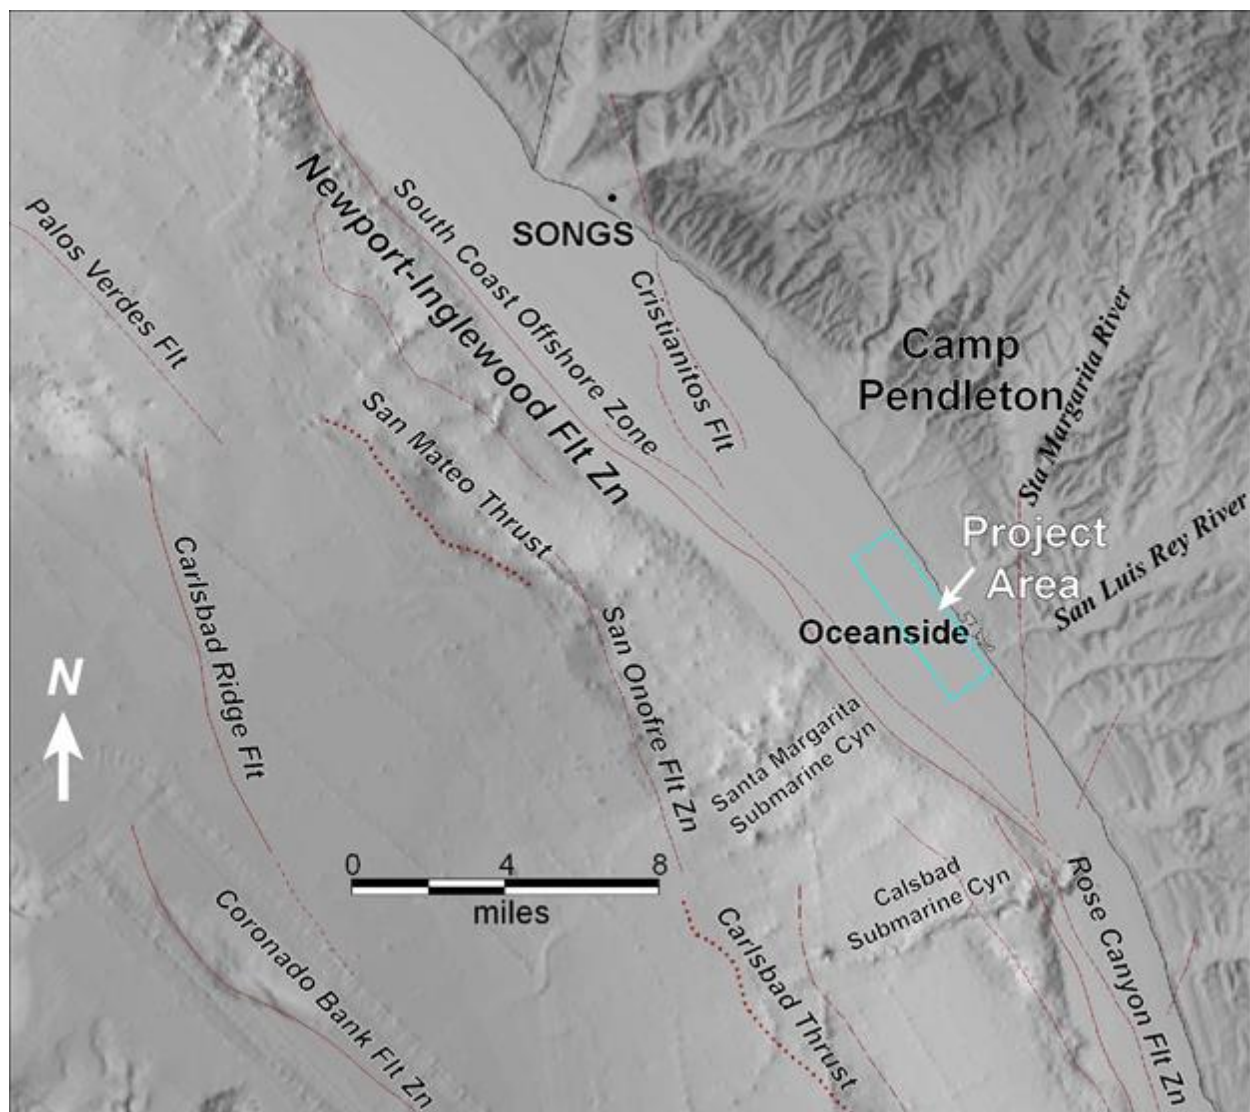 Palos Verdes Flt
Newport-Inglewood Flt Zn
South Coast Offshore Zone
SONGS
Cristianitos Flt
Camp
Pendleton
Sta Margarita River
San Mateo Thrust
Project
Area
San Luis Rey River
Oceanside
Carlsbad Ridge Flt
San Onofre Flt Zn
N
Santa Margarita
Submarine Cyn
0 4 8
miles
Calsbad
Submarine Cyn
Rose Canyon Flt Zn
Coronado Bank Flt Zn
Carlsbad Thrust